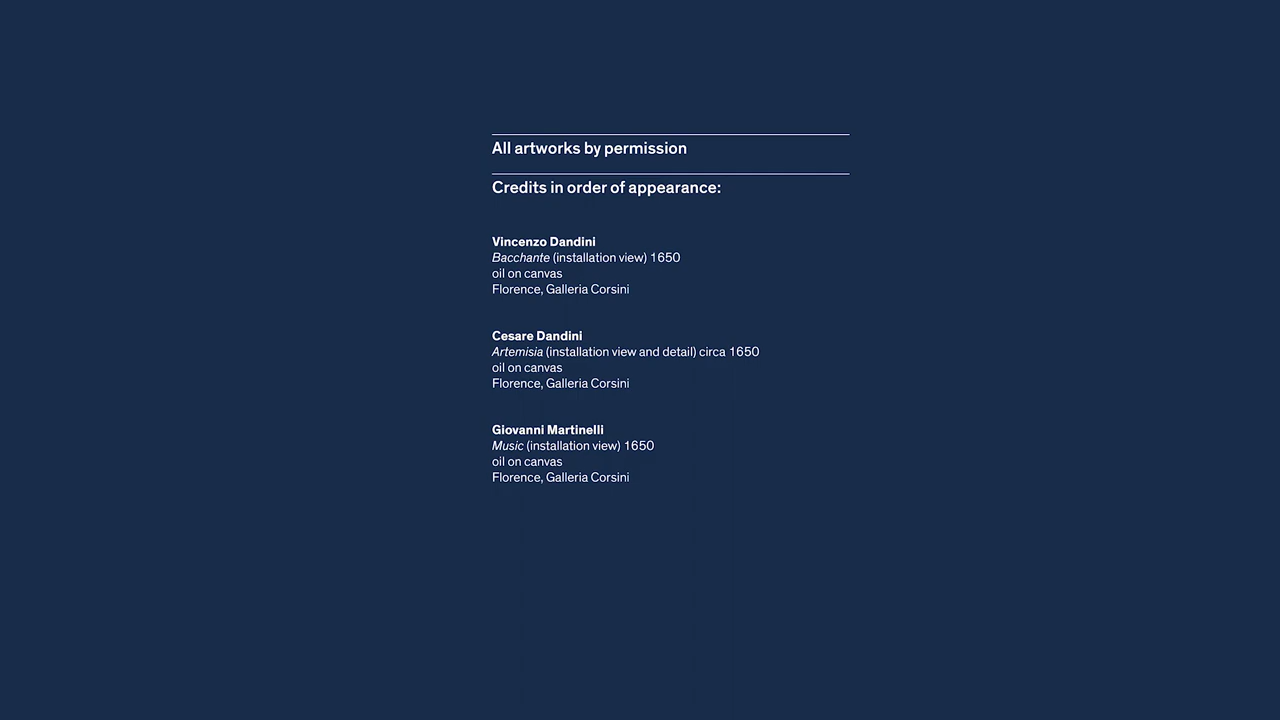 All artworks by permission
Credits in order of appearance:
Vincenzo Dandini
Bacchante (installation view) 1650
oil on canvas
Florence, Galleria Corsini
Cesare Dandini
Artemisia (installation view and detail) circa 1650
oil on canvas
Florence, Galleria Corsini
Giovanni Martinelli
Music (installation view) 1650
oil on canvas
Florence, Galleria Corsini